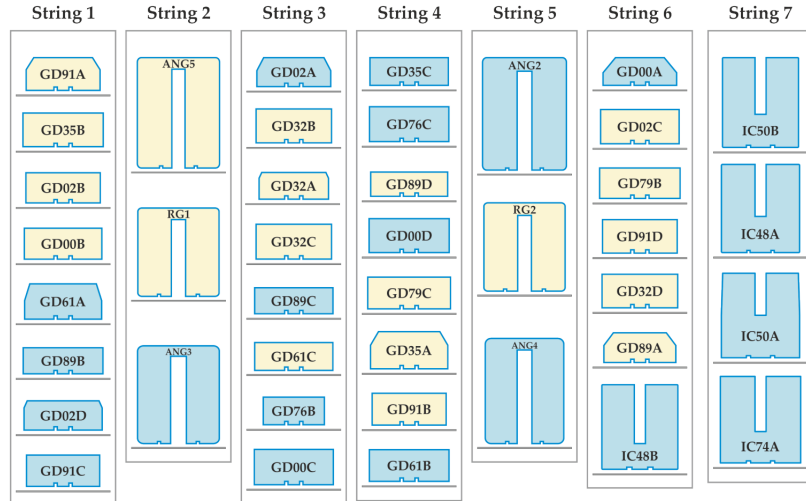 String 1
String 2
String 3
String 4
String 5
String 6
String 7
GD91A
GD35B
GD02B
GD00B
GD61A
GD89B
GD02D
GD91C
ANG5
RG1
ANG3
GD02A
GD32B
GD32A
GD32C
GD89C
GD61C
GD76B
GD00C
GD35C
GD76C
GD89D
GD00D
GD79C
GD35A
GD91B
GD61B
ANG2
RG2
ANG4
GD00A
GD02C
GD79B
GD91D
GD32D
GD89A
IC48B
IC50B
IC48A
IC50A
IC74A